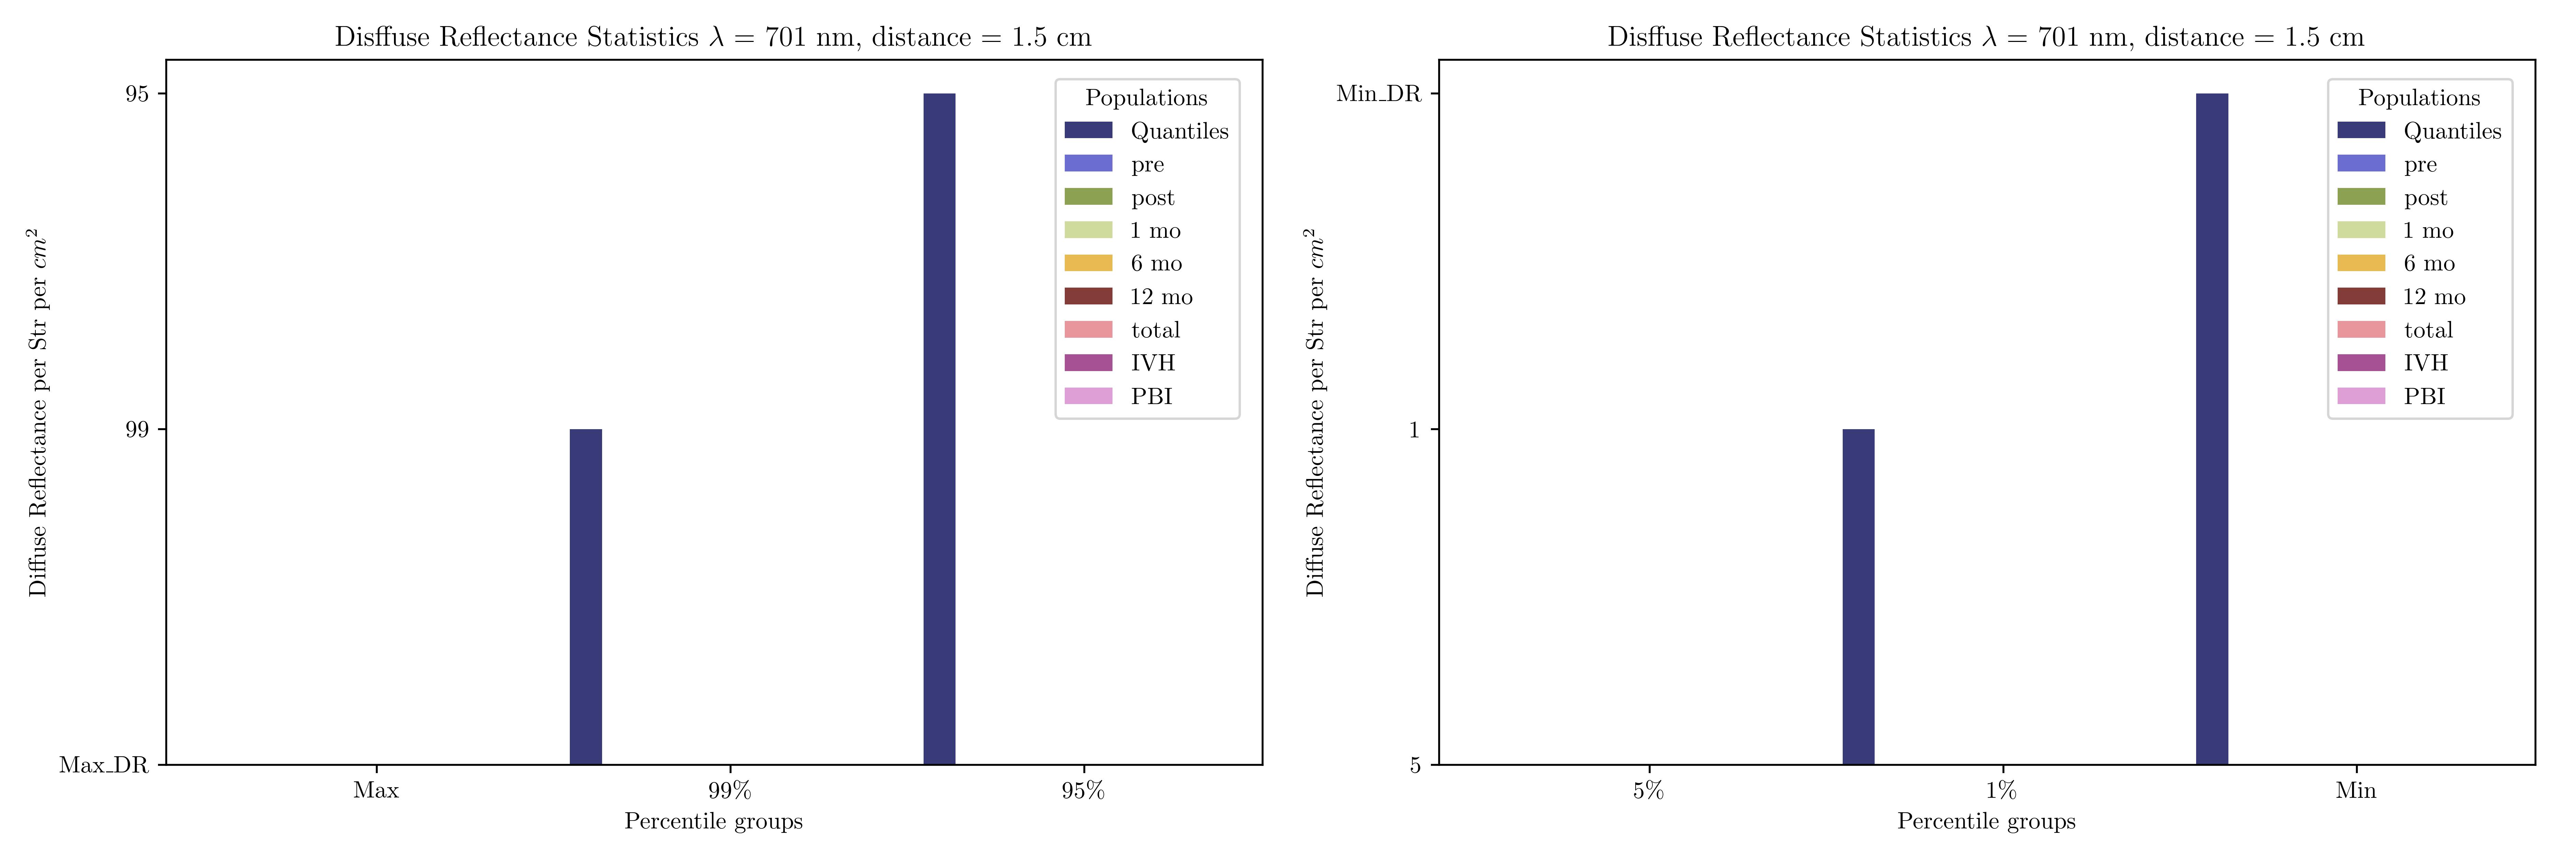 Disffuse Reflectance Statistics λ = 701 nm, distance = 1.5 cm
Diffuse Reflectance per Str per cm²
95
99
Max_DR
Max
99%
95%
Percentile groups
Populations
Quantiles
pre
post
1 mo
6 mo
12 mo
total
IVH
PBI
Disffuse Reflectance Statistics λ = 701 nm, distance = 1.5 cm
Diffuse Reflectance per Str per cm²
Min_DR
1
5
5%
1%
Min
Percentile groups
Populations
Quantiles
pre
post
1 mo
6 mo
12 mo
total
IVH
PBI